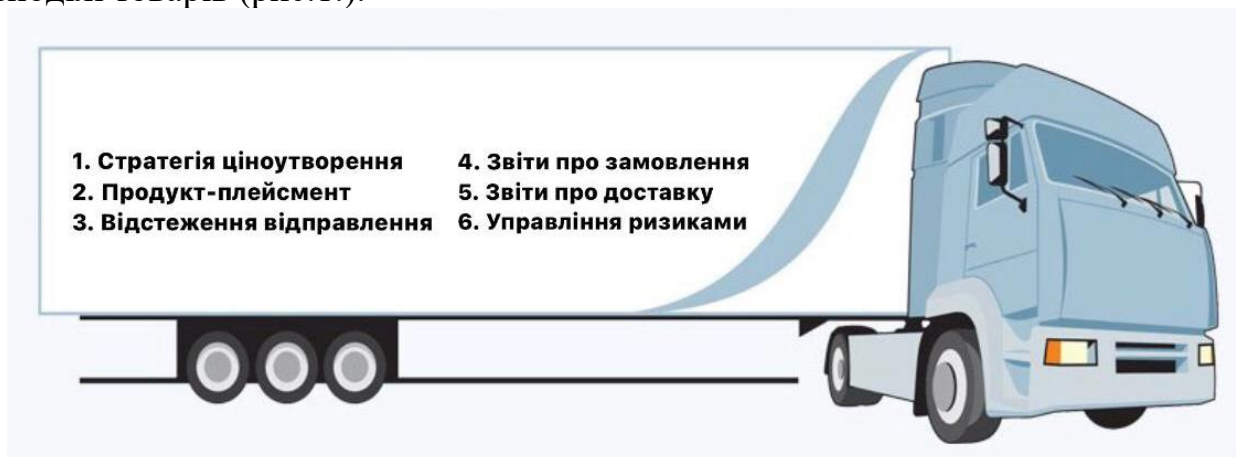 товарів
1. Стратегія ціноутворення
2. Продукт-плейсмент
3. Відстеження відправлення
4. Звіти про замовлення
5. Звіти про доставку
6. Управління ризиками